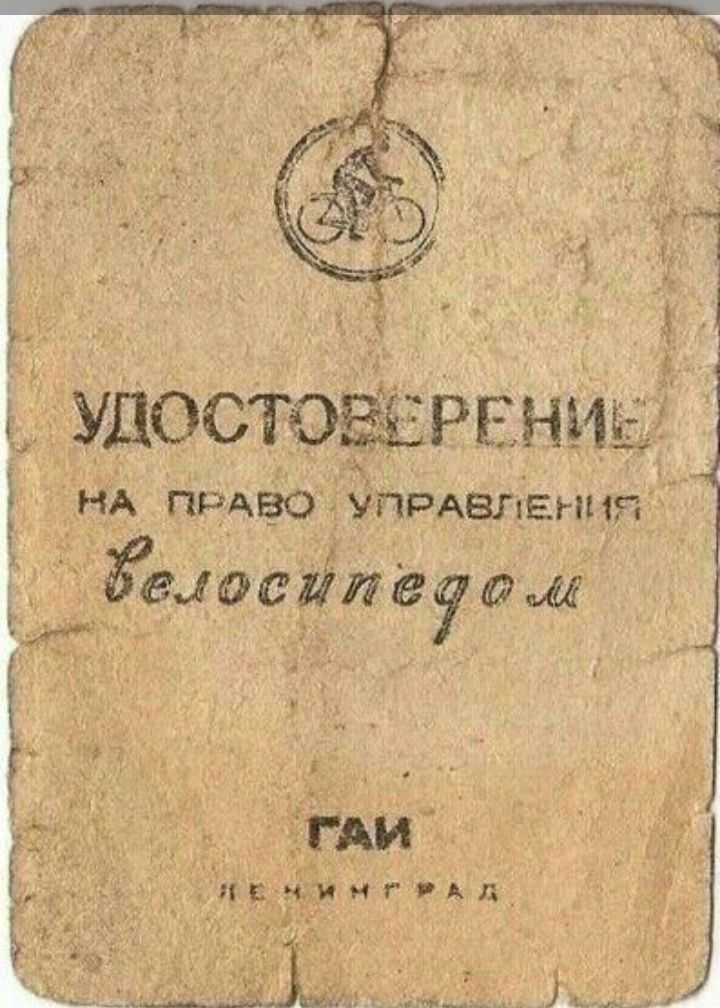 УДОСТОВЕРЕНИЕ
НА ПРАВО УПРАВЛЕНИЯ
велосипедом
ГАИ
ЛЕНИНГРАД